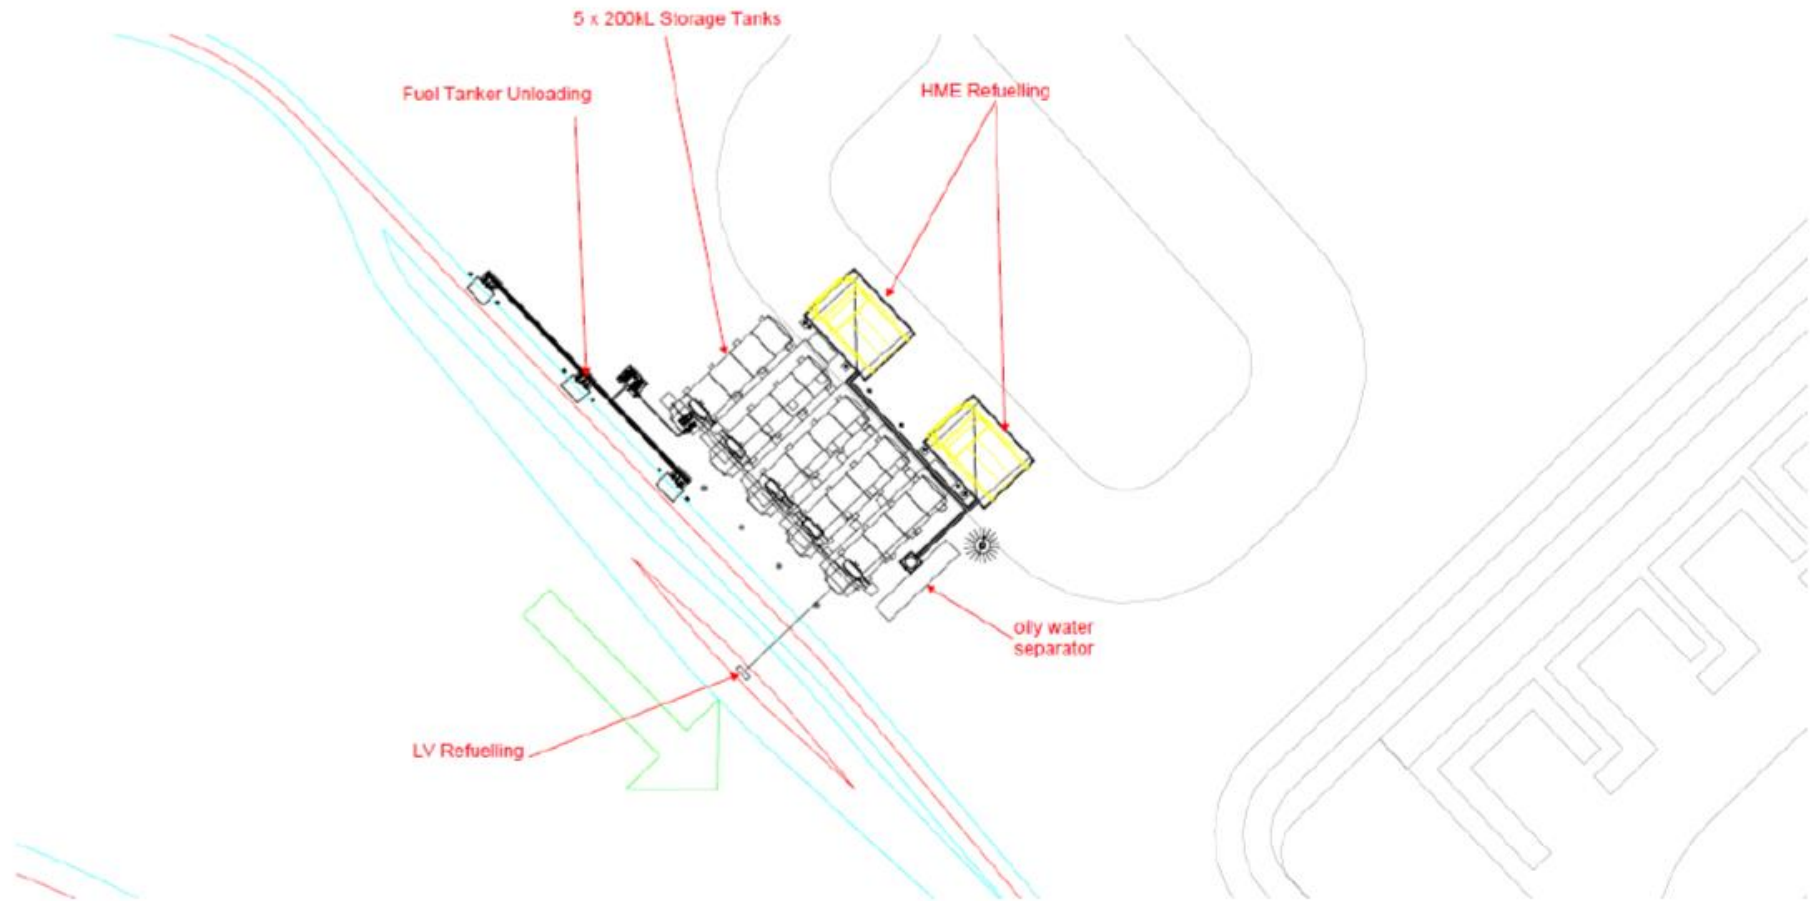 5 x 200kL Storage Tanks
Fuel Tanker Unloading
HME Refuelling
oily water
separator
LV Refuelling